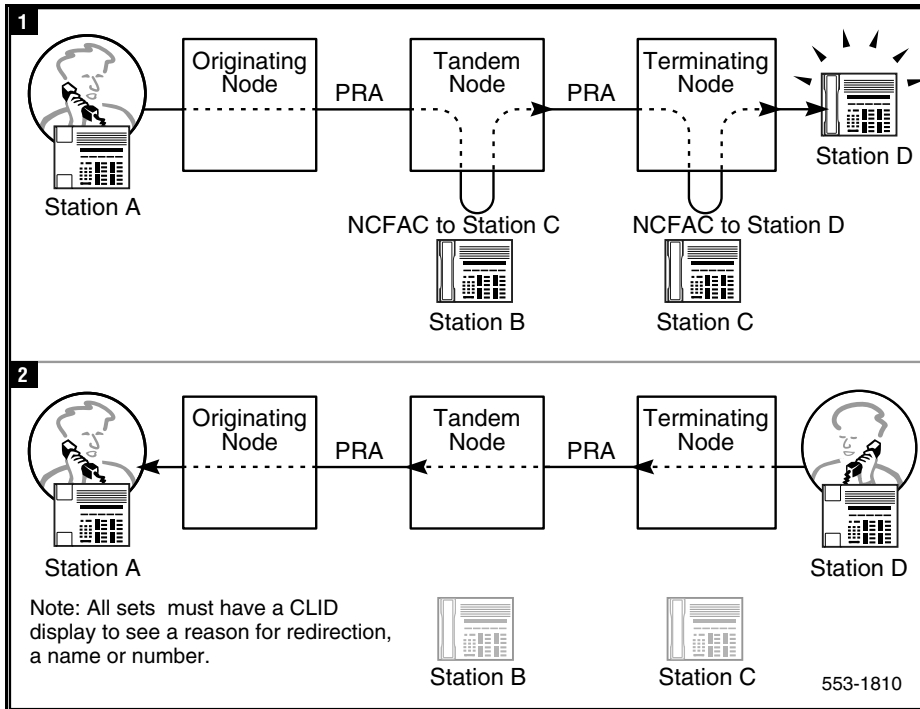 1
Originating
Node
PRA
Tandem
Node
PRA
Terminating
Node
Station A
Station D
NCFAC to Station C
NCFAC to Station D
Station B
Station C
2
Originating
Node
PRA
Tandem
Node
PRA
Terminating
Node
Station A
Station D
Note: All sets must have a CLID
display to see a reason for redirection,
a name or number.
Station B
Station C
553-1810